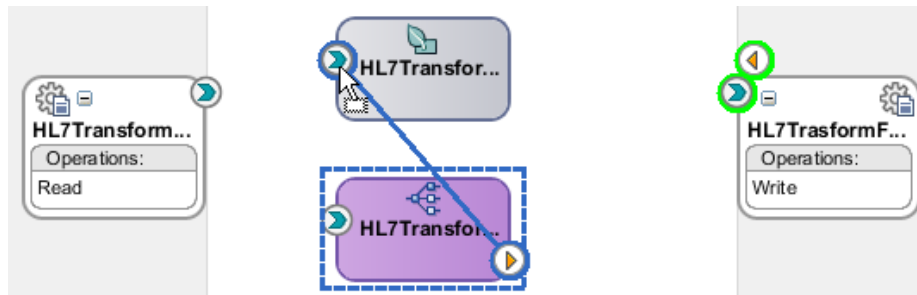 HL7Transfor...
HL7Transform...
Operations:
Read
HL7TrasformF...
Operations:
Write
HL7Transfor...